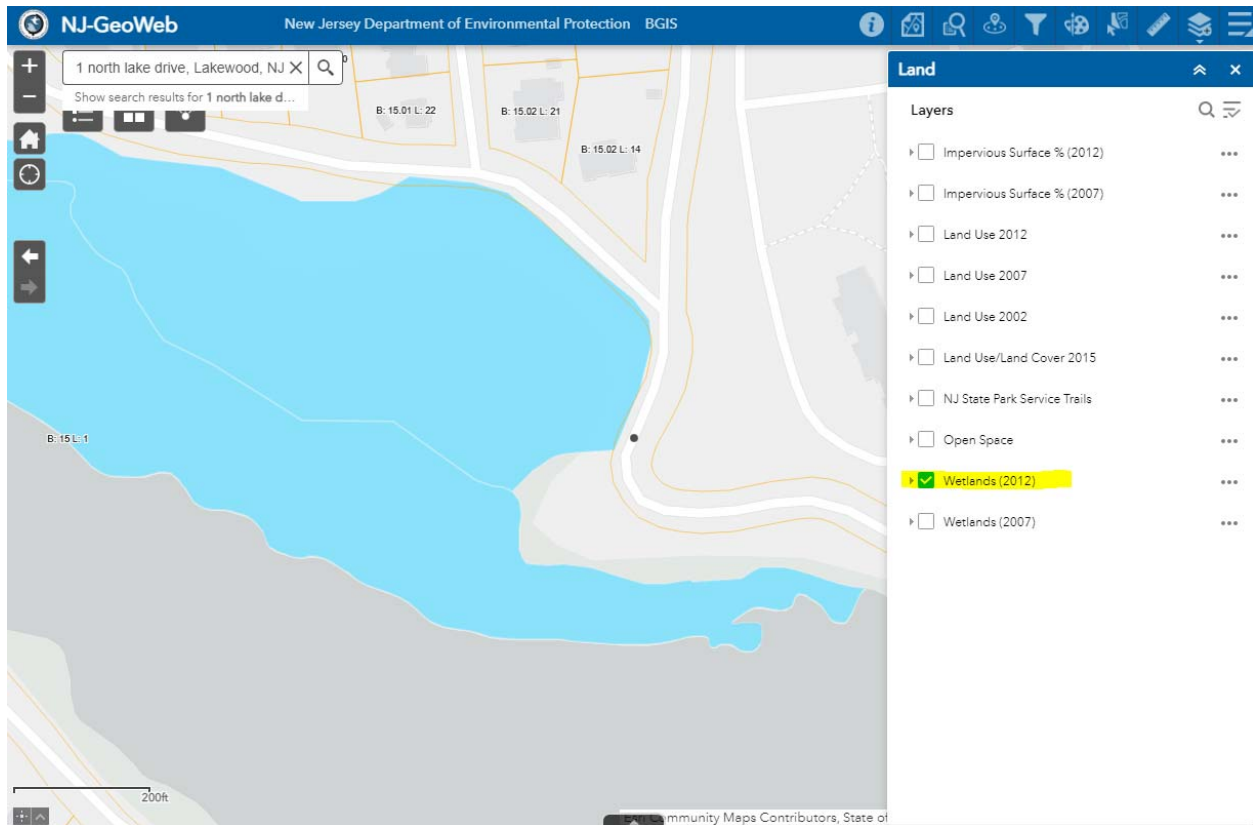 NJ-GeoWeb
New Jersey Department of Environmental Protection BGIS
1 north lake drive, Lakewood, NJ
Show search results for 1 north lake d...
B: 15.01 L: 22
B: 15.02 L: 21
B: 15.02 L: 14
B: 15 L: 1
200ft
Community Maps Contributors, State of
Land
Layers
Impervious Surface % (2012)
Impervious Surface % (2007)
Land Use 2012
Land Use 2007
Land Use 2002
Land Use/Land Cover 2015
NJ State Park Service Trails
Open Space
Wetlands (2012)
Wetlands (2007)